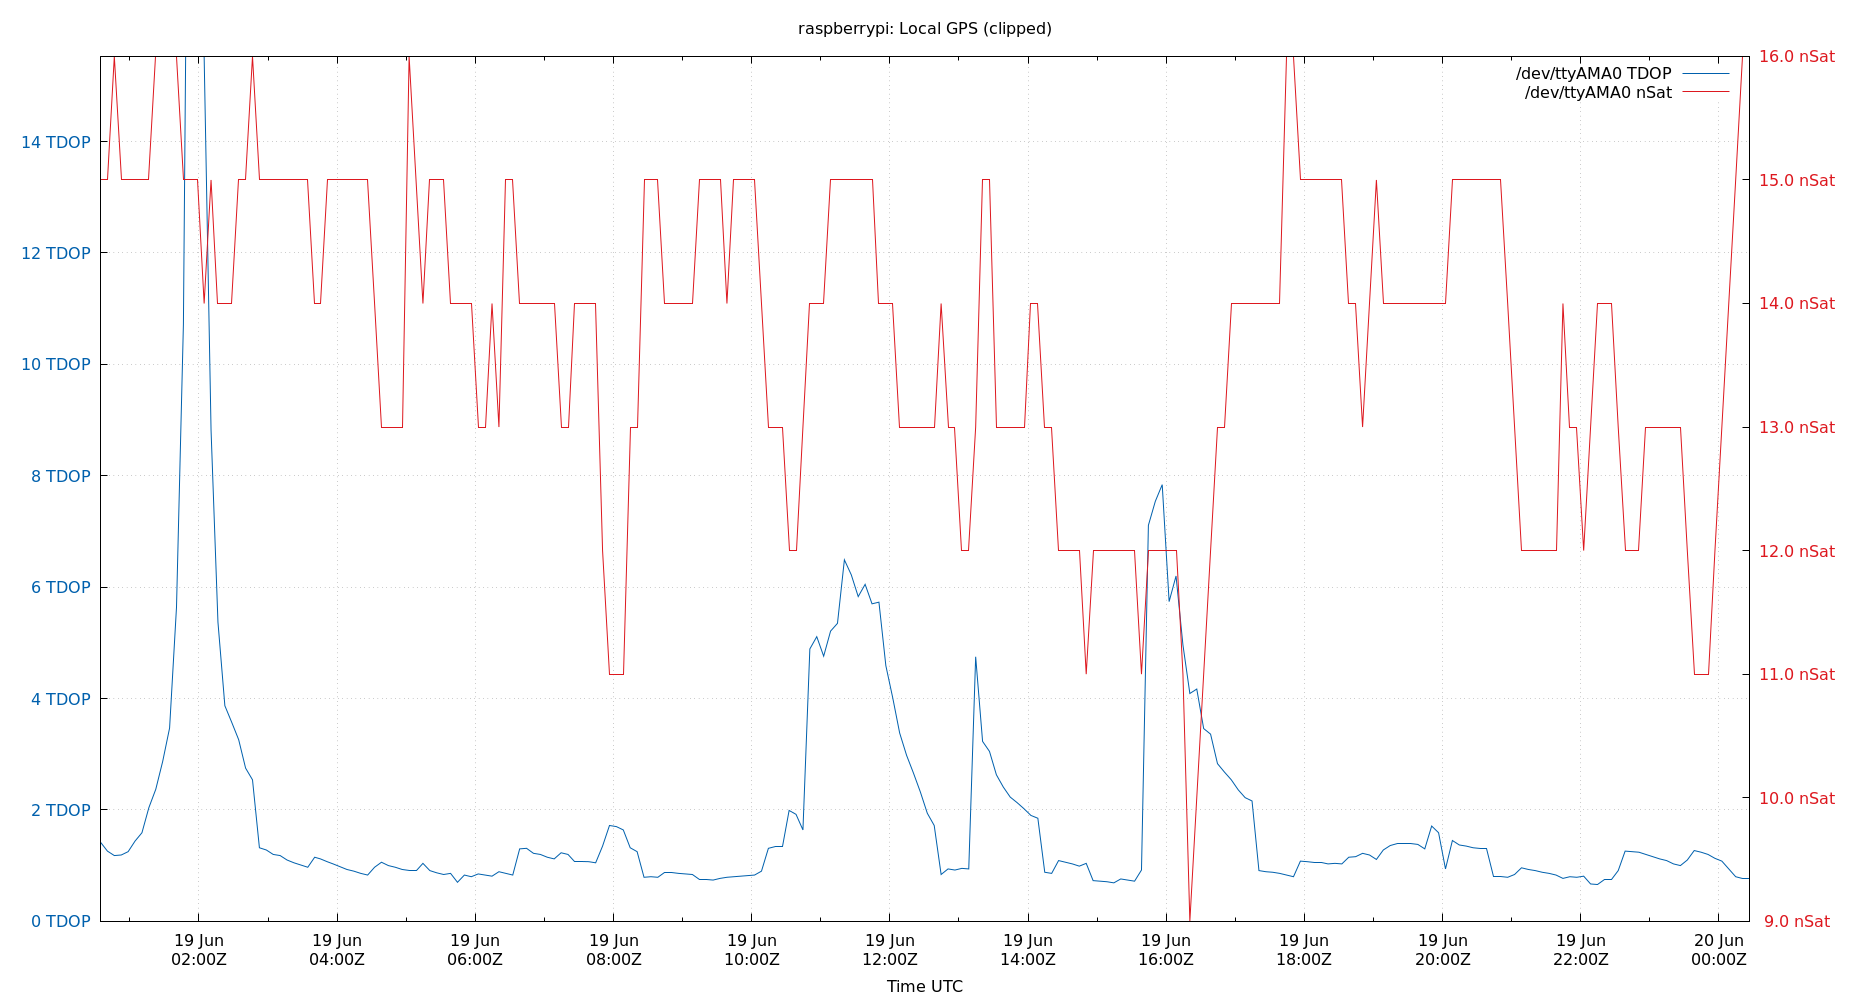 raspberrypi: Local GPS (clipped)
/dev/ttyAMA0 TDOP
/dev/ttyAMA0 nSat
14 TDOP
12 TDOP
10 TDOP
8 TDOP
6 TDOP
4 TDOP
2 TDOP
0 TDOP
16.0 nSat
15.0 nSat
14.0 nSat
13.0 nSat
12.0 nSat
11.0 nSat
10.0 nSat
9.0 nSat
19 Jun
02:00Z
19 Jun
04:00Z
19 Jun
06:00Z
19 Jun
08:00Z
19 Jun
10:00Z
19 Jun
12:00Z
19 Jun
14:00Z
19 Jun
16:00Z
19 Jun
18:00Z
19 Jun
20:00Z
19 Jun
22:00Z
20 Jun
00:00Z
Time UTC